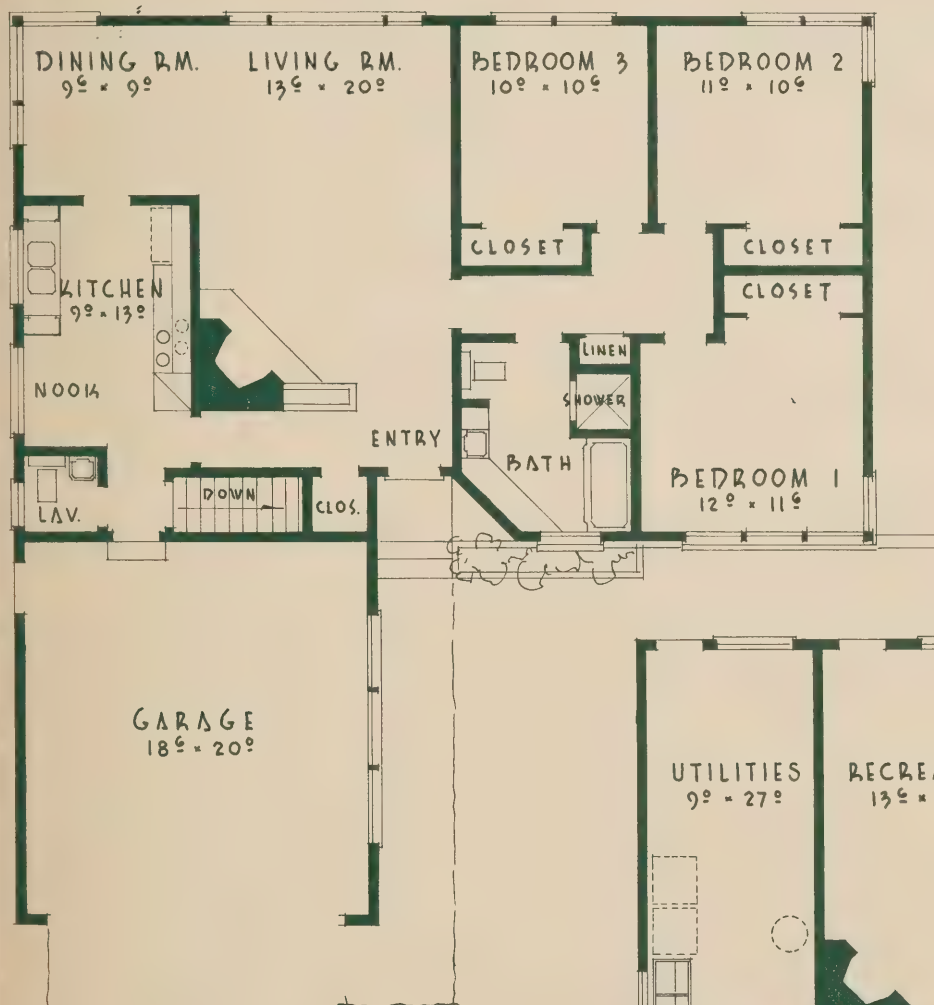 DINING RM.
9⁶ x 9⁰
LIVING RM.
13⁶ x 20⁰
BEDROOM 3
10⁰ x 10⁶
BEDROOM 2
11⁰ x 10⁶
CLOSET
CLOSET
CLOSET
KITCHEN
9⁰ x 13⁰
NOOK
LINEN
SHOWER
ENTRY
BATH
BEDROOM 1
12⁰ x 11⁶
LAV.
DOWN
CLOS.
GARAGE
18⁶ x 20⁰
UTILITIES
9⁰ x 27⁰
RECREA
13⁶ x